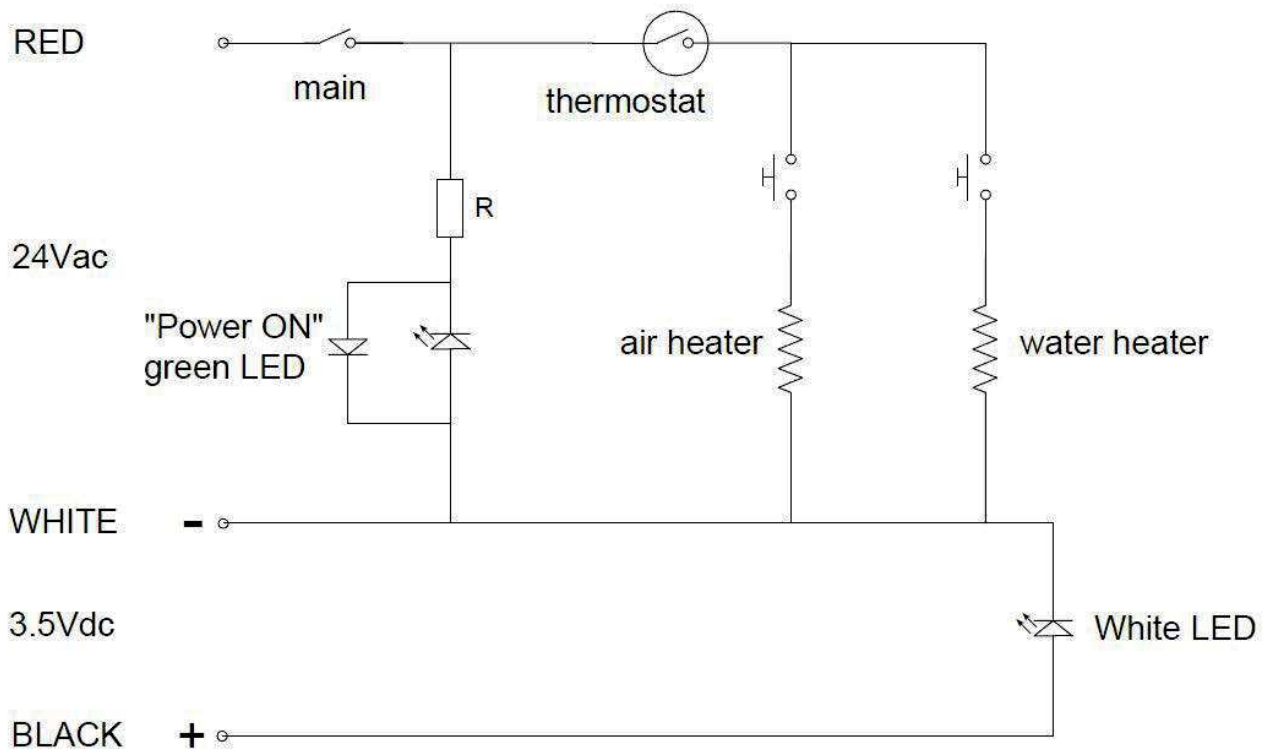 RED
main
thermostat
R
24Vac
"Power ON"
green LED
air heater
water heater
WHITE -
3.5Vdc
White LED
BLACK +